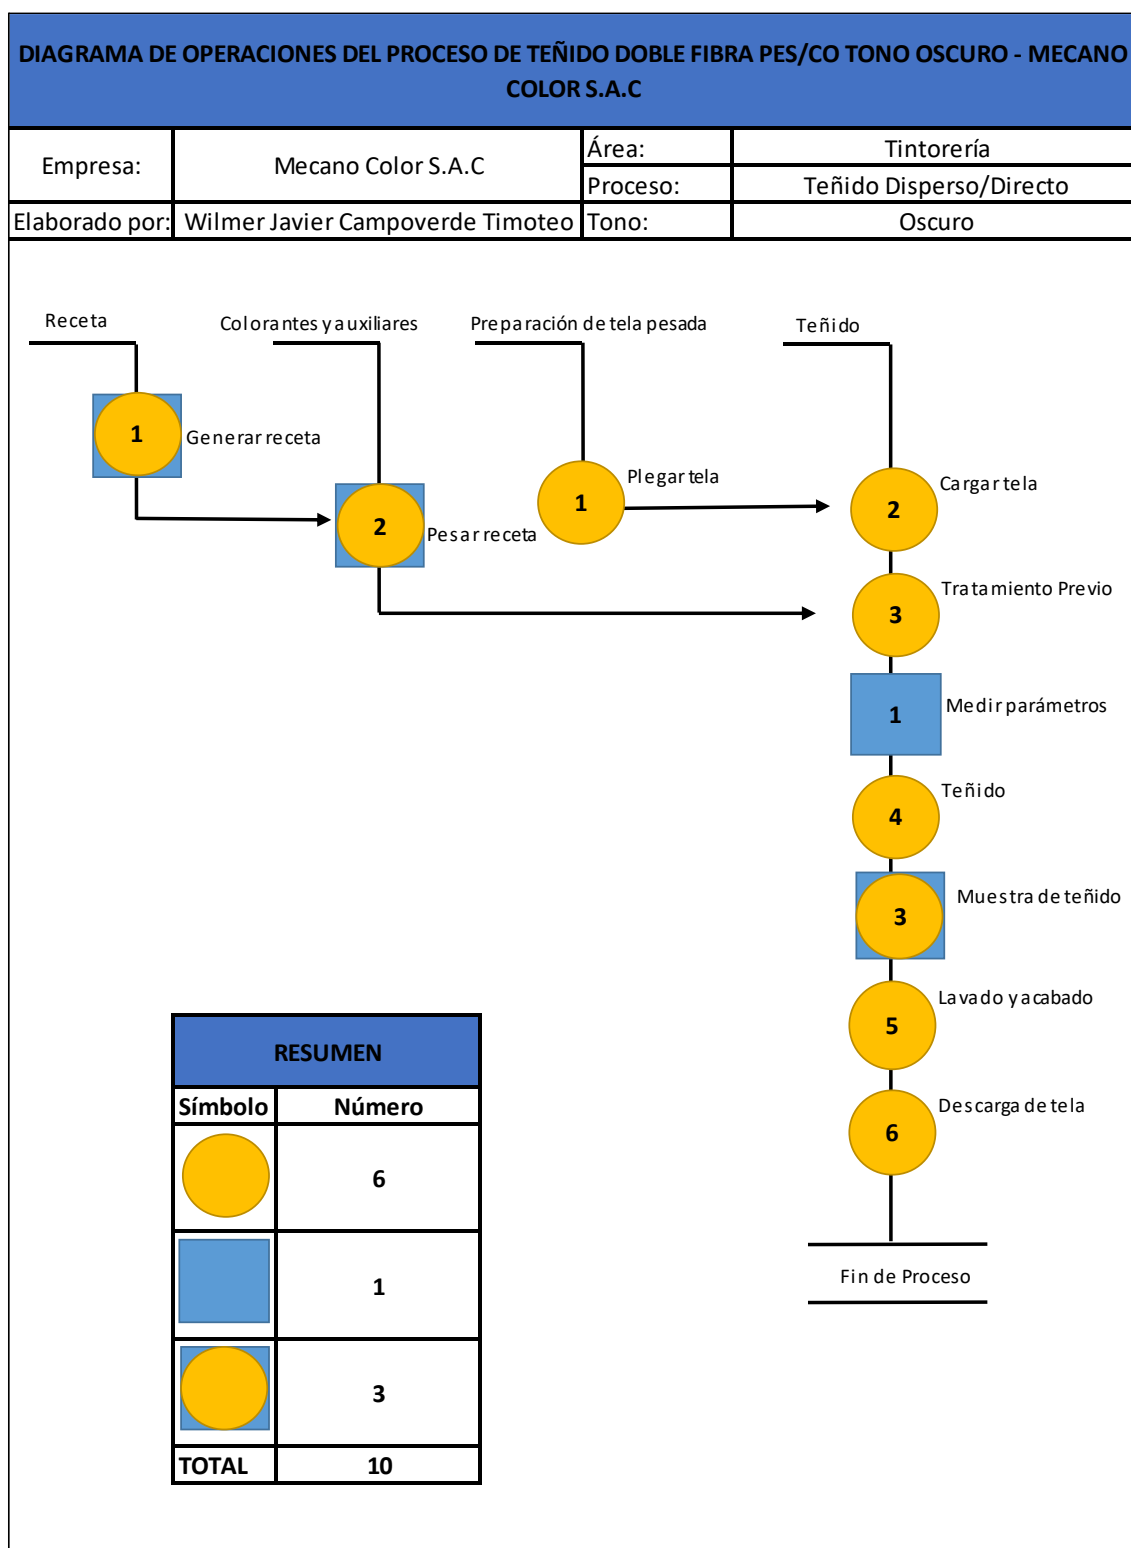 DIAGRAMA DE OPERACIONES DEL PROCESO DE TEÑIDO DOBLE FIBRA PES/CO TONO OSCURO - MECANO
COLOR S.A.C
Empresa:
Mecano Color S.A.C
Área:
Tintorería
Proceso:
Teñido Disperso/Directo
Elaborado por:
Wilmer Javier Campoverde Timoteo
Tono:
Oscuro
Receta
Colorantes y auxiliares
Preparación de tela pesada
Teñido
1
Generar receta
2
Pesar receta
1
Plegar tela
2
Cargar tela
3
Tratamiento Previo
1
Medir parámetros
4
Teñido
3
Muestra de teñido
5
Lavado y acabado
6
Descarga de tela
Fin de Proceso
RESUMEN
Símbolo
Número
6
1
3
TOTAL
10